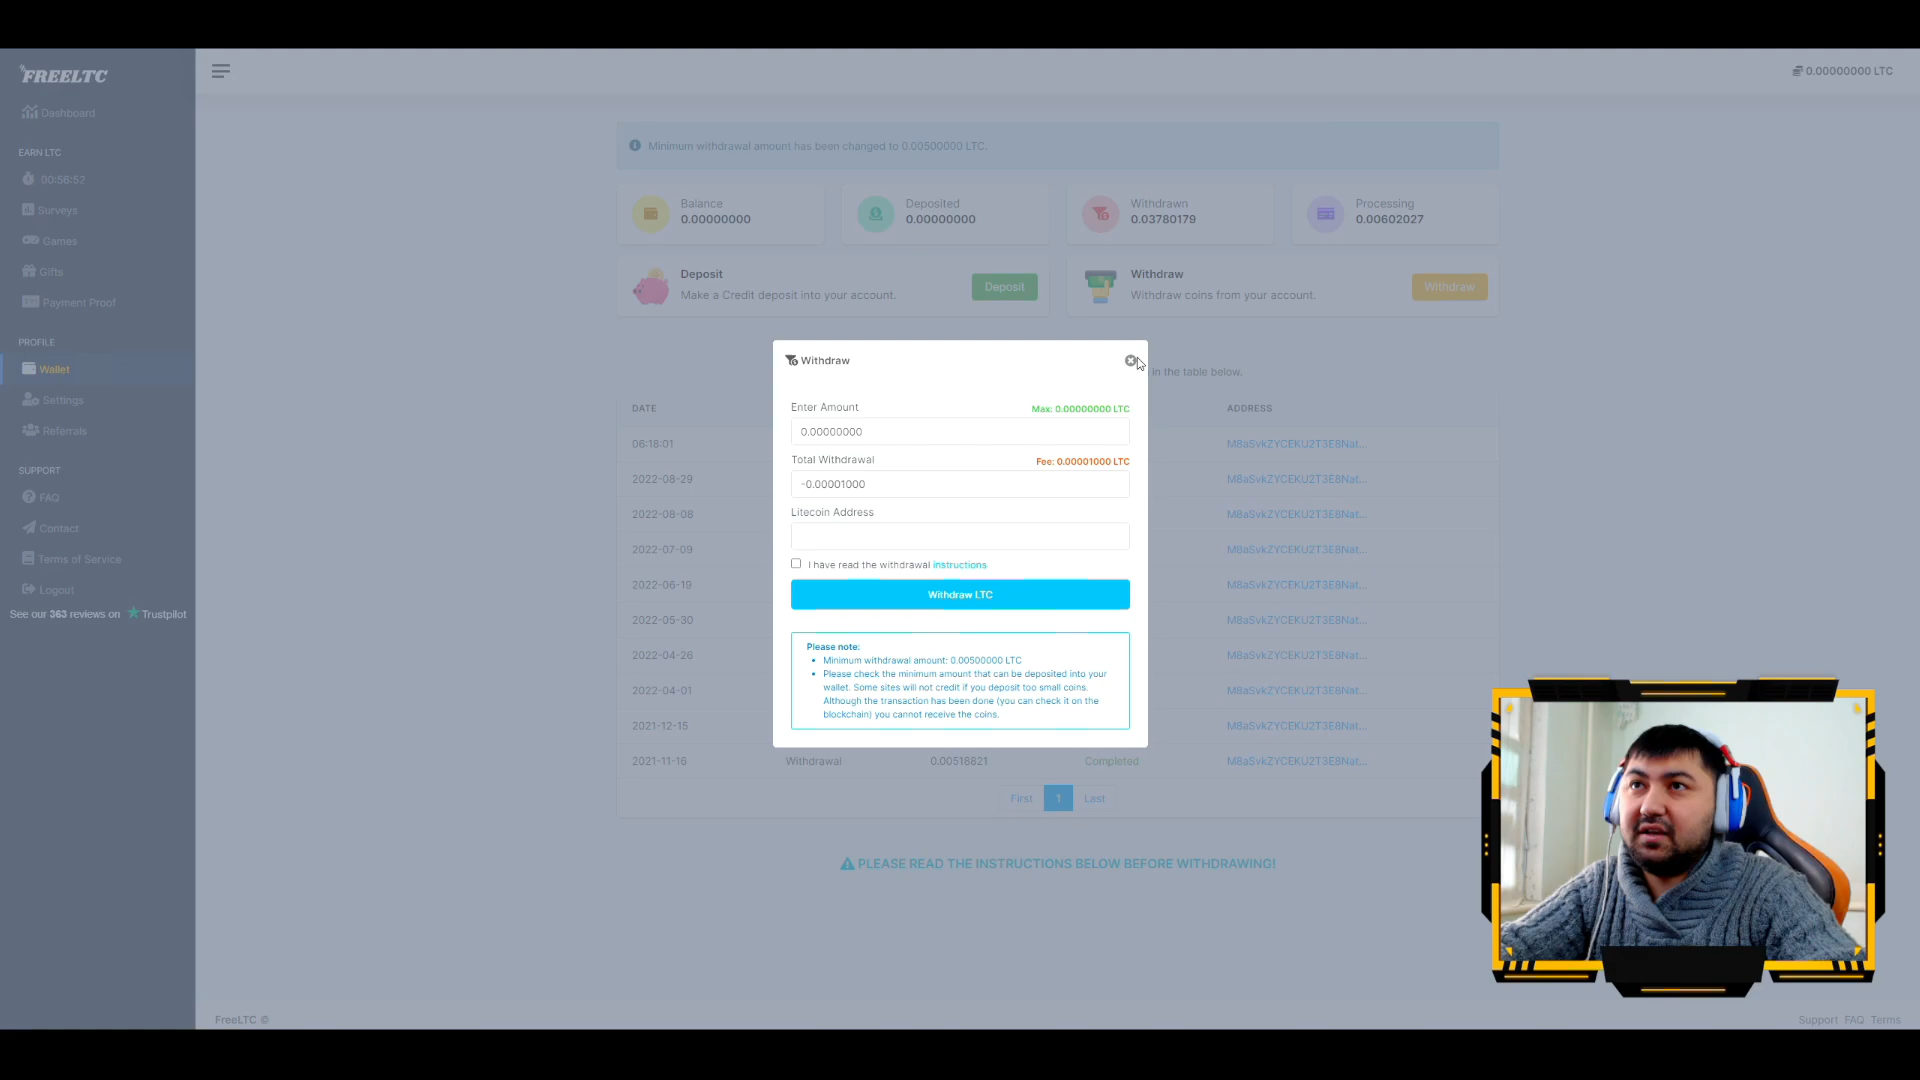 FREELTC
0.00000000 LTC
Dashboard
EARN LTC
00:56:52
Surveys
Games
Gifts
Payment Proof
PROFILE
Wallet
Settings
Referrals
SUPPORT
FAQ
Contact
Terms of Service
Logout
See our 363 reviews on Trustpilot
Minimum withdrawal amount has been changed to 0.00500000 LTC.
Balance
0.00000000
Deposited
0.00000000
Withdrawn
0.03780179
Processing
0.00602027
Deposit
Make a Credit deposit into your account.
Deposit
Withdraw
Withdraw coins from your account.
Withdraw
in the table below.
DATE
ADDRESS
06:18:01
M8aSvkZYCEKU2T3E8Nat...
2022-08-29
M8aSvkZYCEKU2T3E8Nat...
2022-08-08
M8aSvkZYCEKU2T3E8Nat...
2022-07-09
M8aSvkZYCEKU2T3E8Nat...
2022-06-19
M8aSvkZYCEKU2T3E8Nat...
2022-05-30
M8aSvkZYCEKU2T3E8Nat...
2022-04-26
M8aSvkZYCEKU2T3E8Nat...
2022-04-01
M8aSvkZYCEKU2T3E8Nat...
2021-12-15
M8aSvkZYCEKU2T3E8Nat...
2021-11-16 Withdrawal 0.00518821 Completed M8aSvkZYCEKU2T3E8Nat...
First 1 Last
PLEASE READ THE INSTRUCTIONS BELOW BEFORE WITHDRAWING!
Withdraw
Enter Amount Max: 0.00000000 LTC
0.00000000
Total Withdrawal Fee: 0.00001000 LTC
-0.00001000
Litecoin Address
I have read the withdrawal instructions
Withdraw LTC
Please note:
Minimum withdrawal amount: 0.00500000 LTC
Please check the minimum amount that can be deposited into your
wallet. Some sites will not credit if you deposit too small coins.
Although the transaction has been done (you can check it on the
blockchain) you cannot receive the coins.
FreeLTC ©
Support FAQ Terms